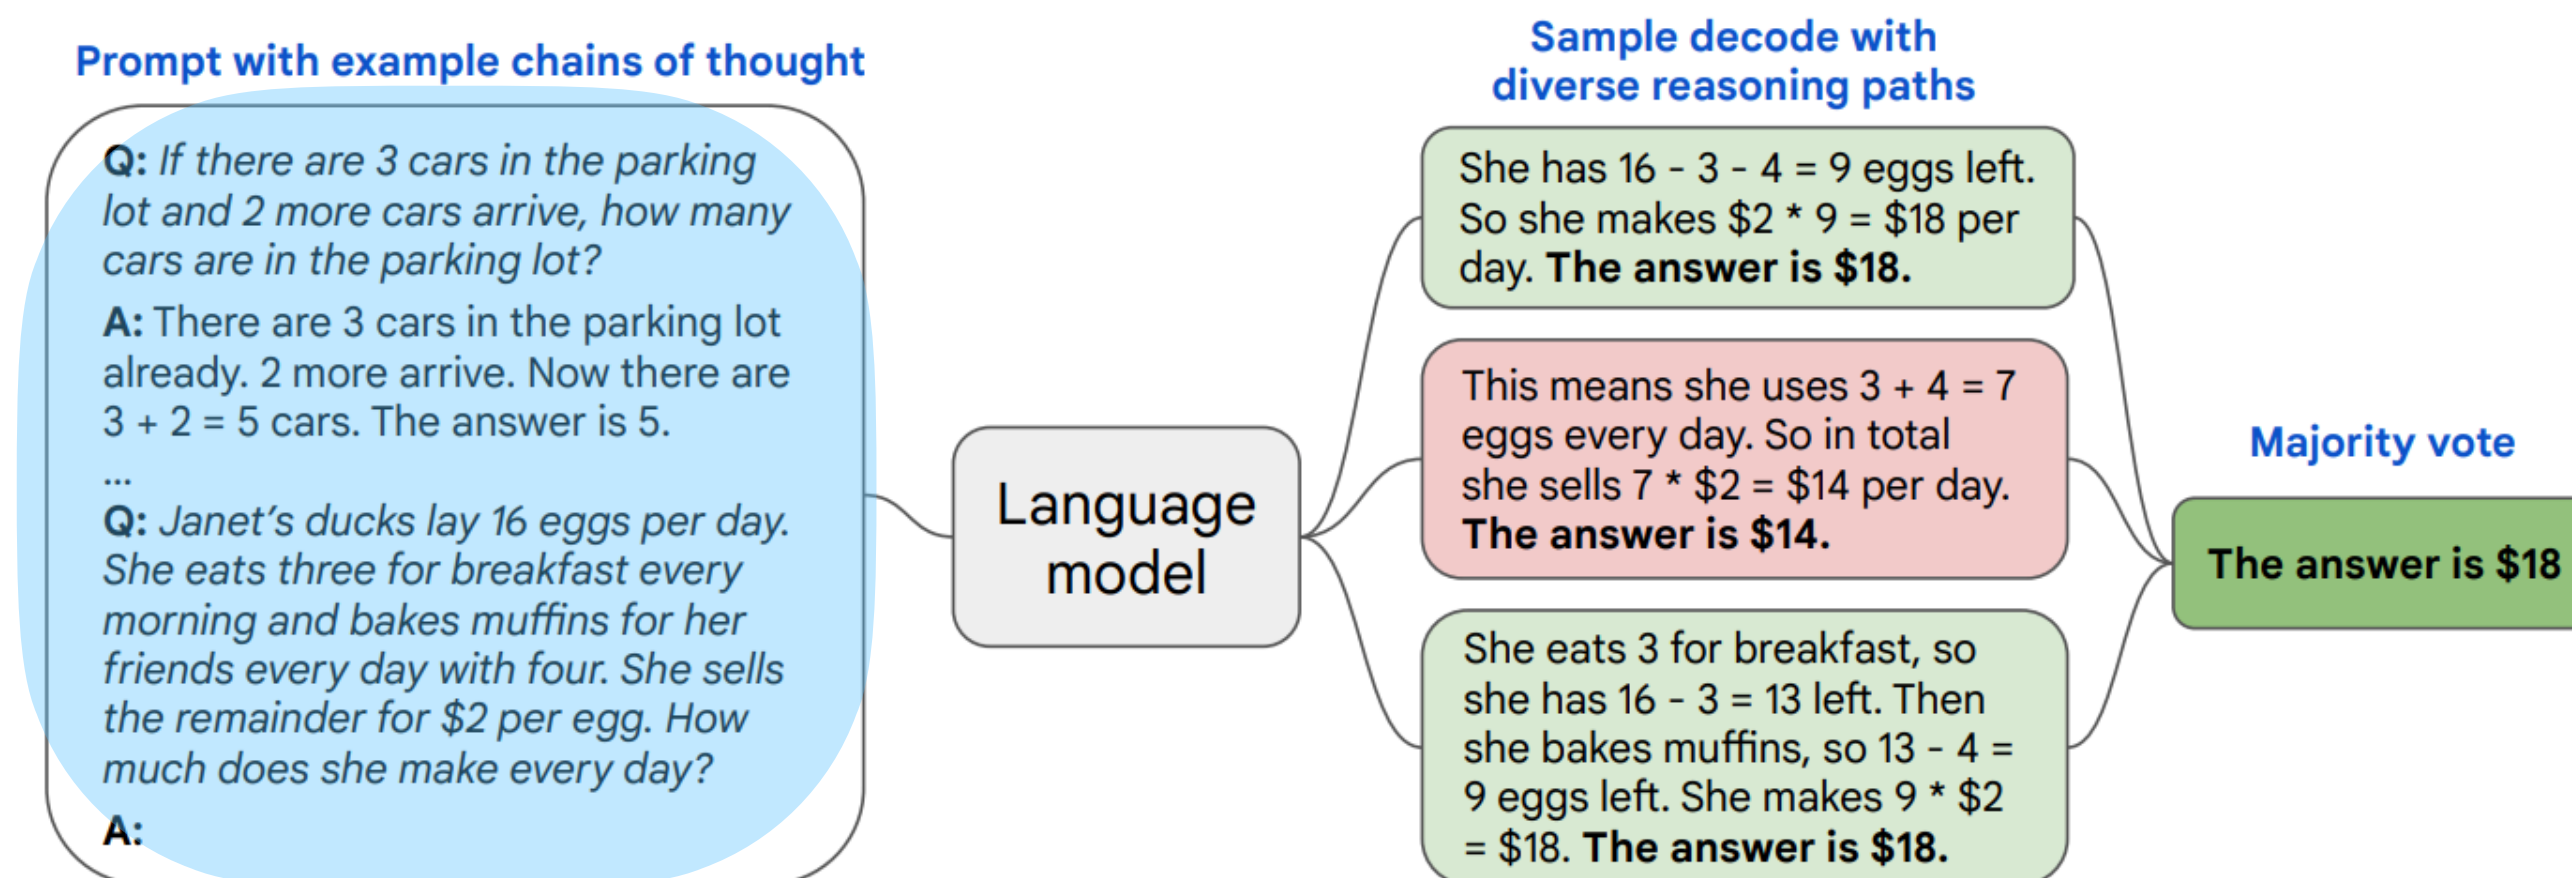 Prompt with example chains of thought
Q: If there are 3 cars in the parking
lot and 2 more cars arrive, how many
cars are in the parking lot?
A: There are 3 cars in the parking lot
already. 2 more arrive. Now there are
3 + 2 = 5 cars. The answer is 5.
...
Q: Janet’s ducks lay 16 eggs per day.
She eats three for breakfast every
morning and bakes muffins for her
friends every day with four. She sells
the remainder for $2 per egg. How
much does she make every day?
A:
Language
model
Sample decode with
diverse reasoning paths
She has 16 - 3 - 4 = 9 eggs left.
So she makes $2 * 9 = $18 per
day. The answer is $18.
This means she uses 3 + 4 = 7
eggs every day. So in total
she sells 7 * $2 = $14 per day.
The answer is $14.
She eats 3 for breakfast, so
she has 16 - 3 = 13 left. Then
she bakes muffins, so 13 - 4 =
9 eggs left. She makes 9 * $2
= $18. The answer is $18.
Majority vote
The answer is $18